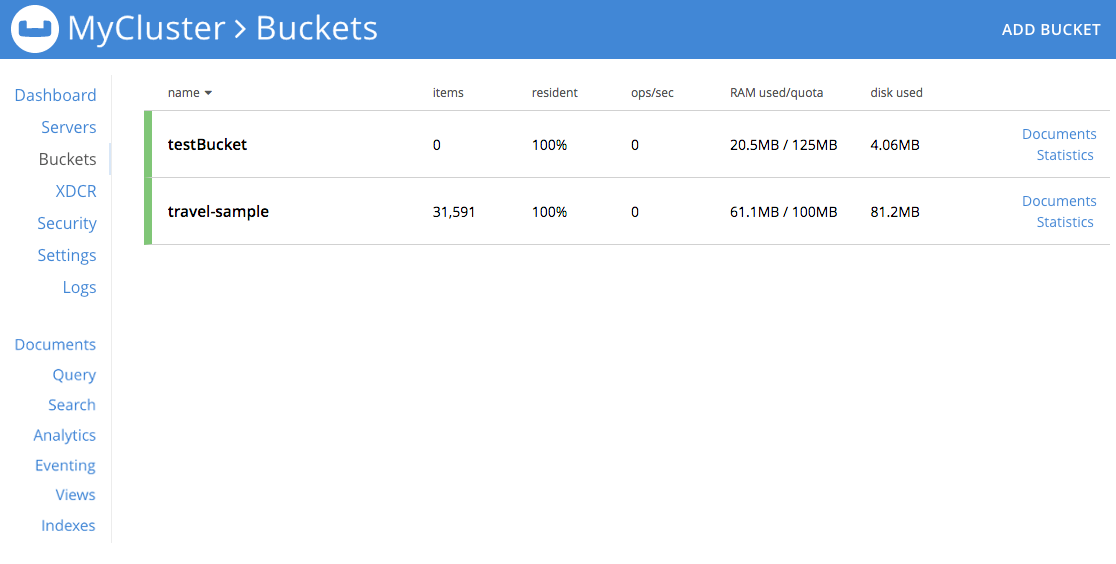 MyCluster > Buckets
ADD BUCKET
Dashboard
Servers
Buckets
XDCR
Security
Settings
Logs
Documents
Query
Search
Analytics
Eventing
Views
Indexes
name items resident ops/sec RAM used/quota disk used
testBucket 0 100% 0 20.5MB / 125MB 4.06MB Documents
Statistics
travel-sample 31,591 100% 0 61.1MB / 100MB 81.2MB Documents
Statistics